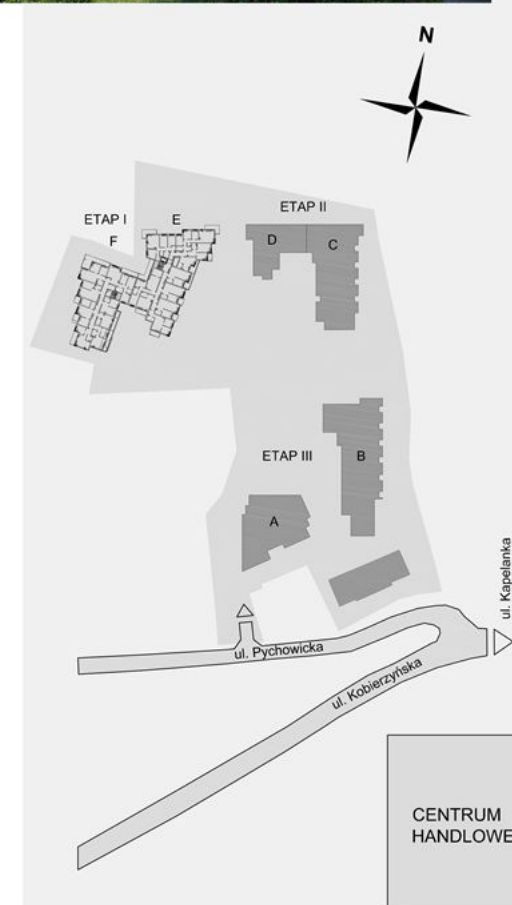 N
ETAP I
E
F
ETAP II
D
C
ETAP III
B
A
ul. Kapelanka
ul. Pychowicka
ul. Kobierzyńska
CENTRUM
HANDLOWE